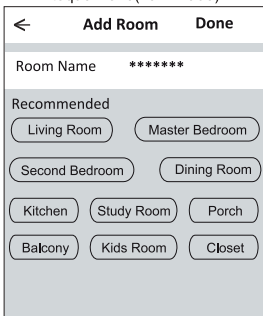 Add Room Done
Room Name *******
Recommended
Living Room Master Bedroom
Second Bedroom Dining Room
Kitchen Study Room Porch
Balcony Kids Room Closet